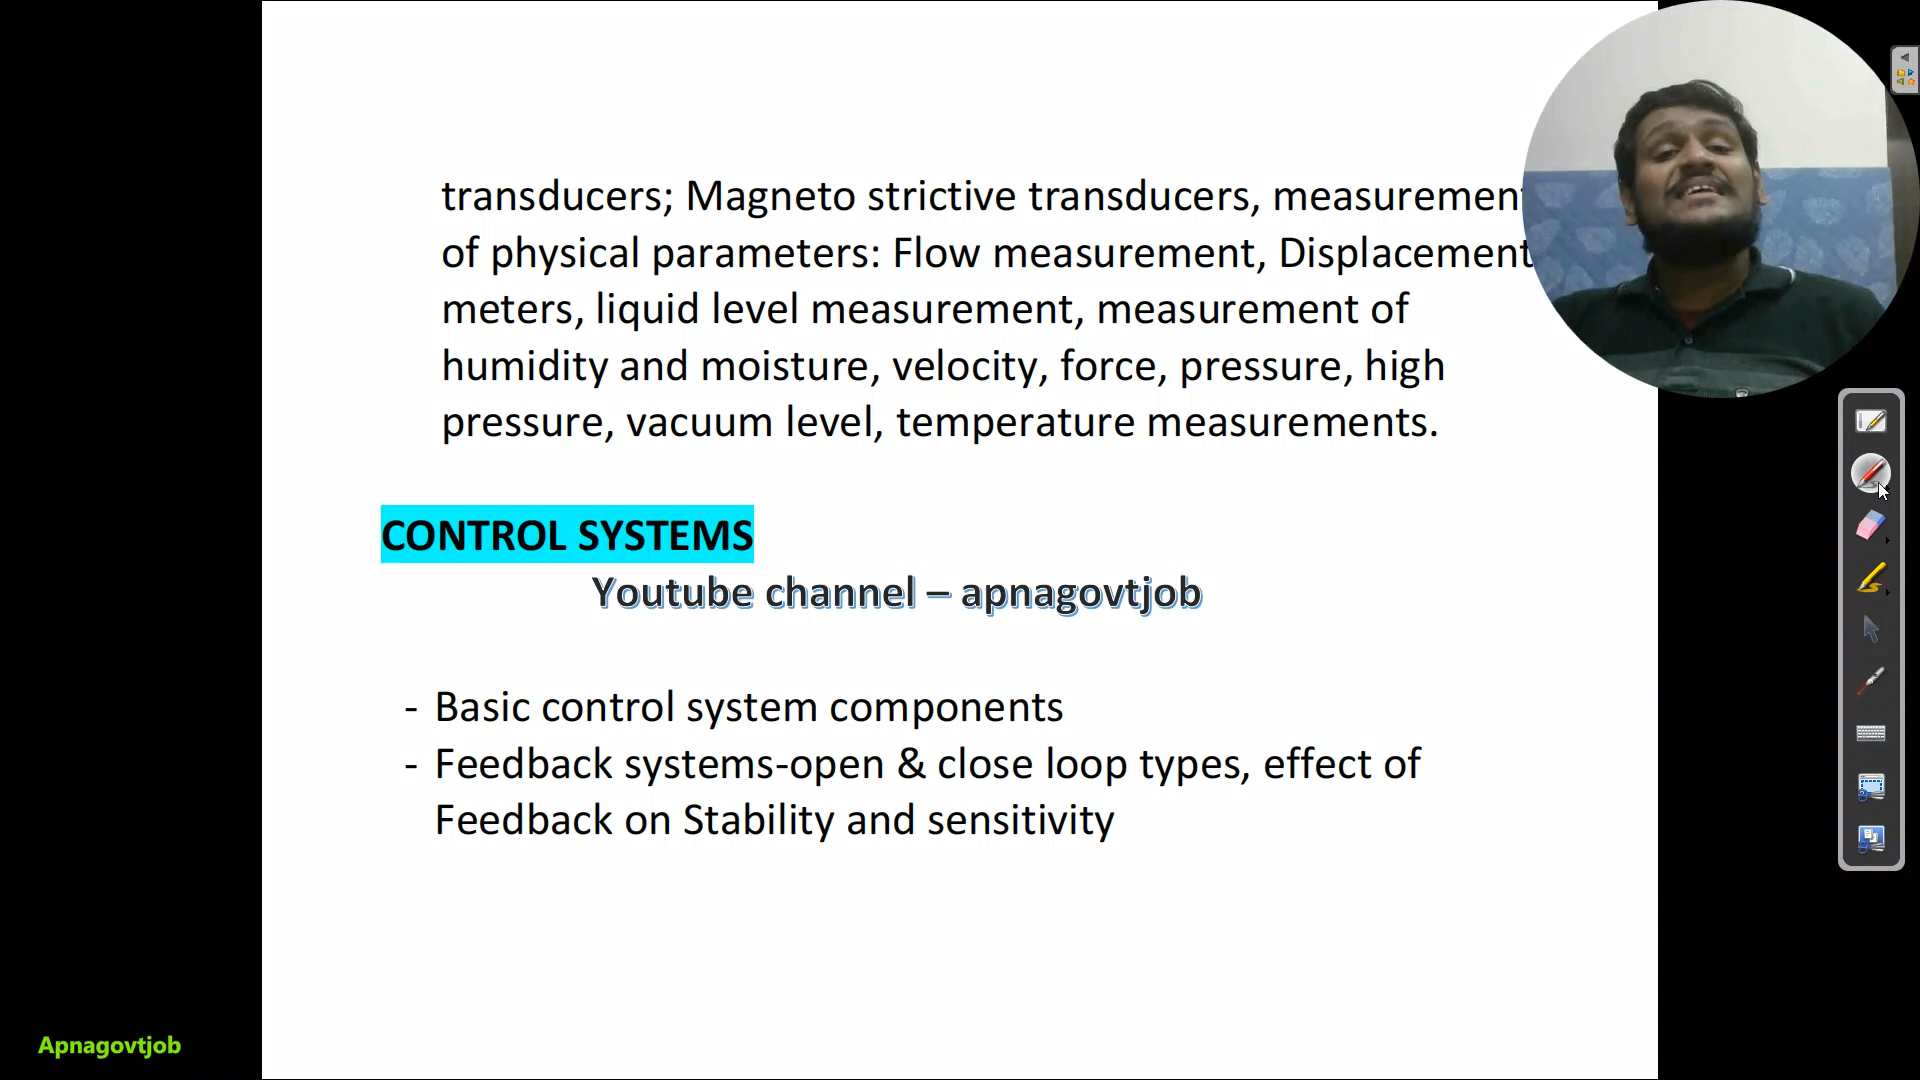 transducers; Magneto strictive transducers, measurement
of physical parameters: Flow measurement, Displacement
meters, liquid level measurement, measurement of
humidity and moisture, velocity, force, pressure, high
pressure, vacuum level, temperature measurements.
CONTROL SYSTEMS
Youtube channel – apnagovtjob
- Basic control system components
- Feedback systems-open & close loop types, effect of
Feedback on Stability and sensitivity
Apnagovtjob